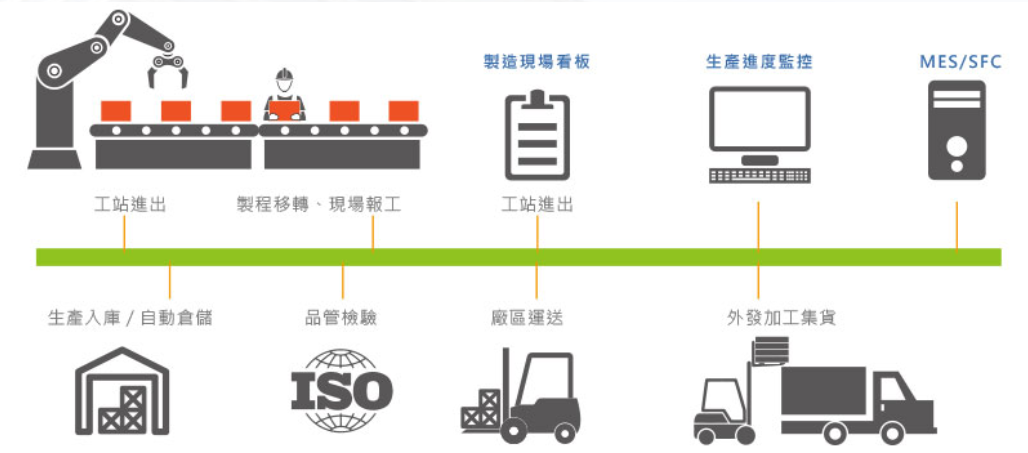 製造現場看板
生產進度監控
MES/SFC
工站進出
製程移轉、現場報工
工站進出
生產入庫 / 自動倉儲
品管檢驗
廠區運送
外發加工集貨
ISO